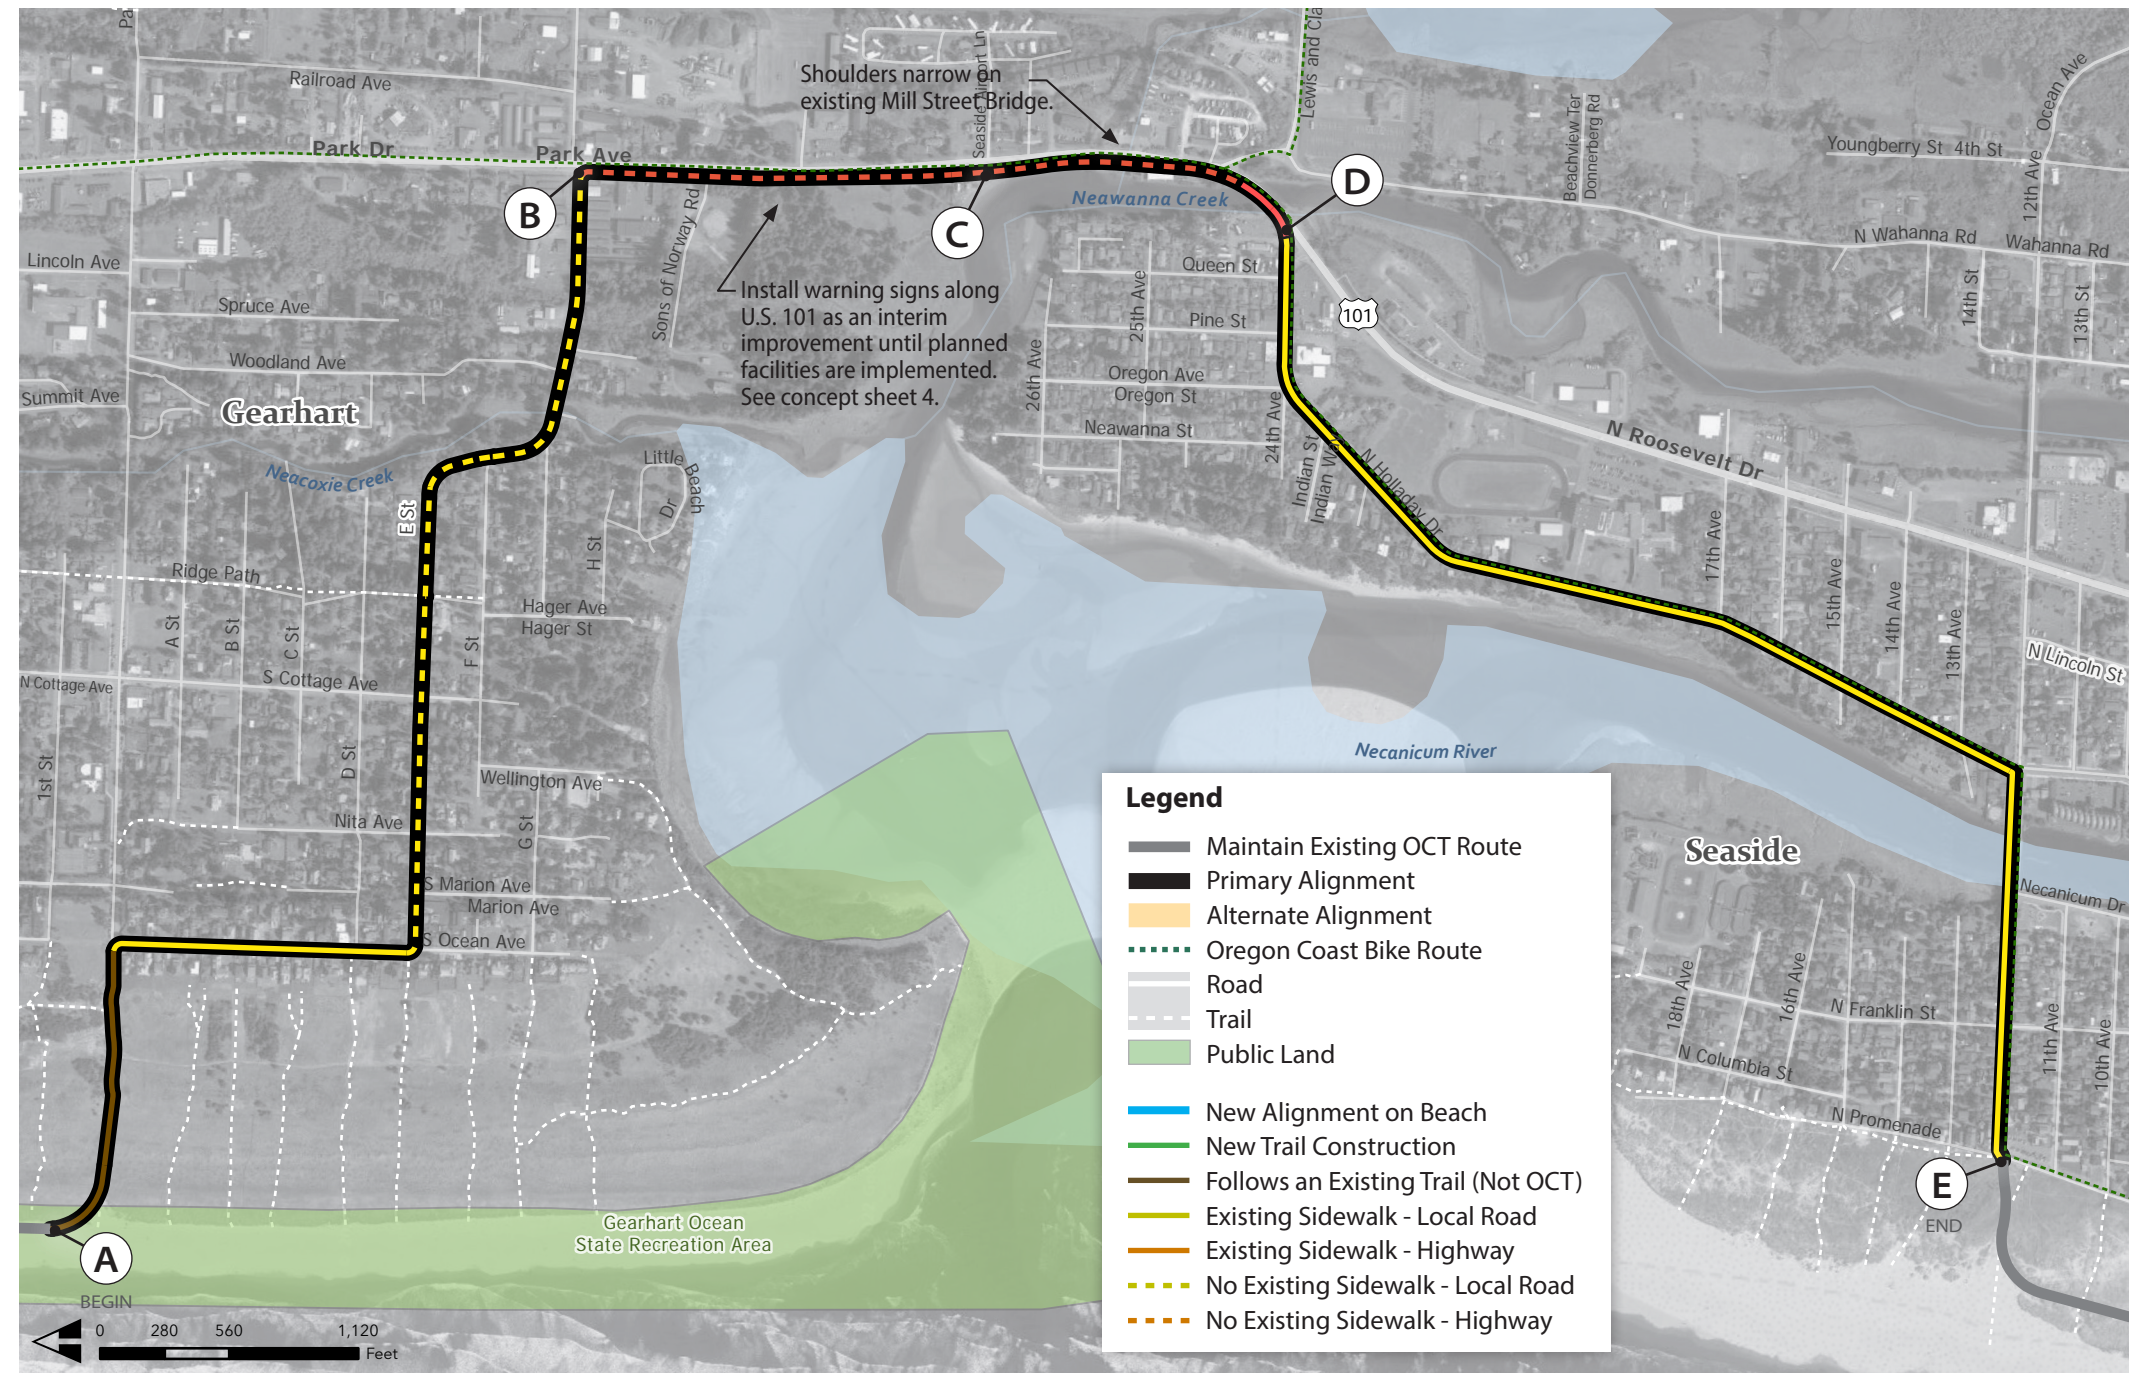 Pa
Railroad Ave
Park Dr
Park Ave
Shoulders narrow on
existing Mill Street Bridge.
Seaside Airport Ln
Lewis and Cla
Ocean Ave
Beachview Ter
Donnerberg Rd
Youngberry St
4th St
12th Ave
N Wahanna Rd
Wahanna Rd
14th St
13th St
B
C
D
Neawanna Creek
Lincoln Ave
Spruce Ave
Woodland Ave
Summit Ave
Gearhart
Neacoxie Creek
Sons of Norway Rd
Install warning signs along
U.S. 101 as an interim
improvement until planned
facilities are implemented.
See concept sheet 4.
Queen St
25th Ave
Pine St
26th Ave
Oregon Ave
Oregon St
Neawanna St
24th Ave
Indian St
Indian Way
101
N Holladay Dr
N Roosevelt Dr
17th Ave
15th Ave
14th Ave
13th Ave
N Lincoln St
Little Beach
Dr
E St
H St
Ridge Path
Hager Ave
Hager St
A St
B St
C St
F St
N Cottage Ave
S Cottage Ave
1st St
D St
Wellington Ave
Nita Ave
G St
S Marion Ave
Marion Ave
S Ocean Ave
Necanicum River
Seaside
Necanicum Dr
18th Ave
16th Ave
N Franklin St
N Columbia St
N Promenade
11th Ave
10th Ave
E
END
Gearhart Ocean
State Recreation Area
A
BEGIN
0 280 560 1,120
Feet
Legend
Maintain Existing OCT Route
Primary Alignment
Alternate Alignment
Oregon Coast Bike Route
Road
Trail
Public Land
New Alignment on Beach
New Trail Construction
Follows an Existing Trail (Not OCT)
Existing Sidewalk - Local Road
Existing Sidewalk - Highway
No Existing Sidewalk - Local Road
No Existing Sidewalk - Highway